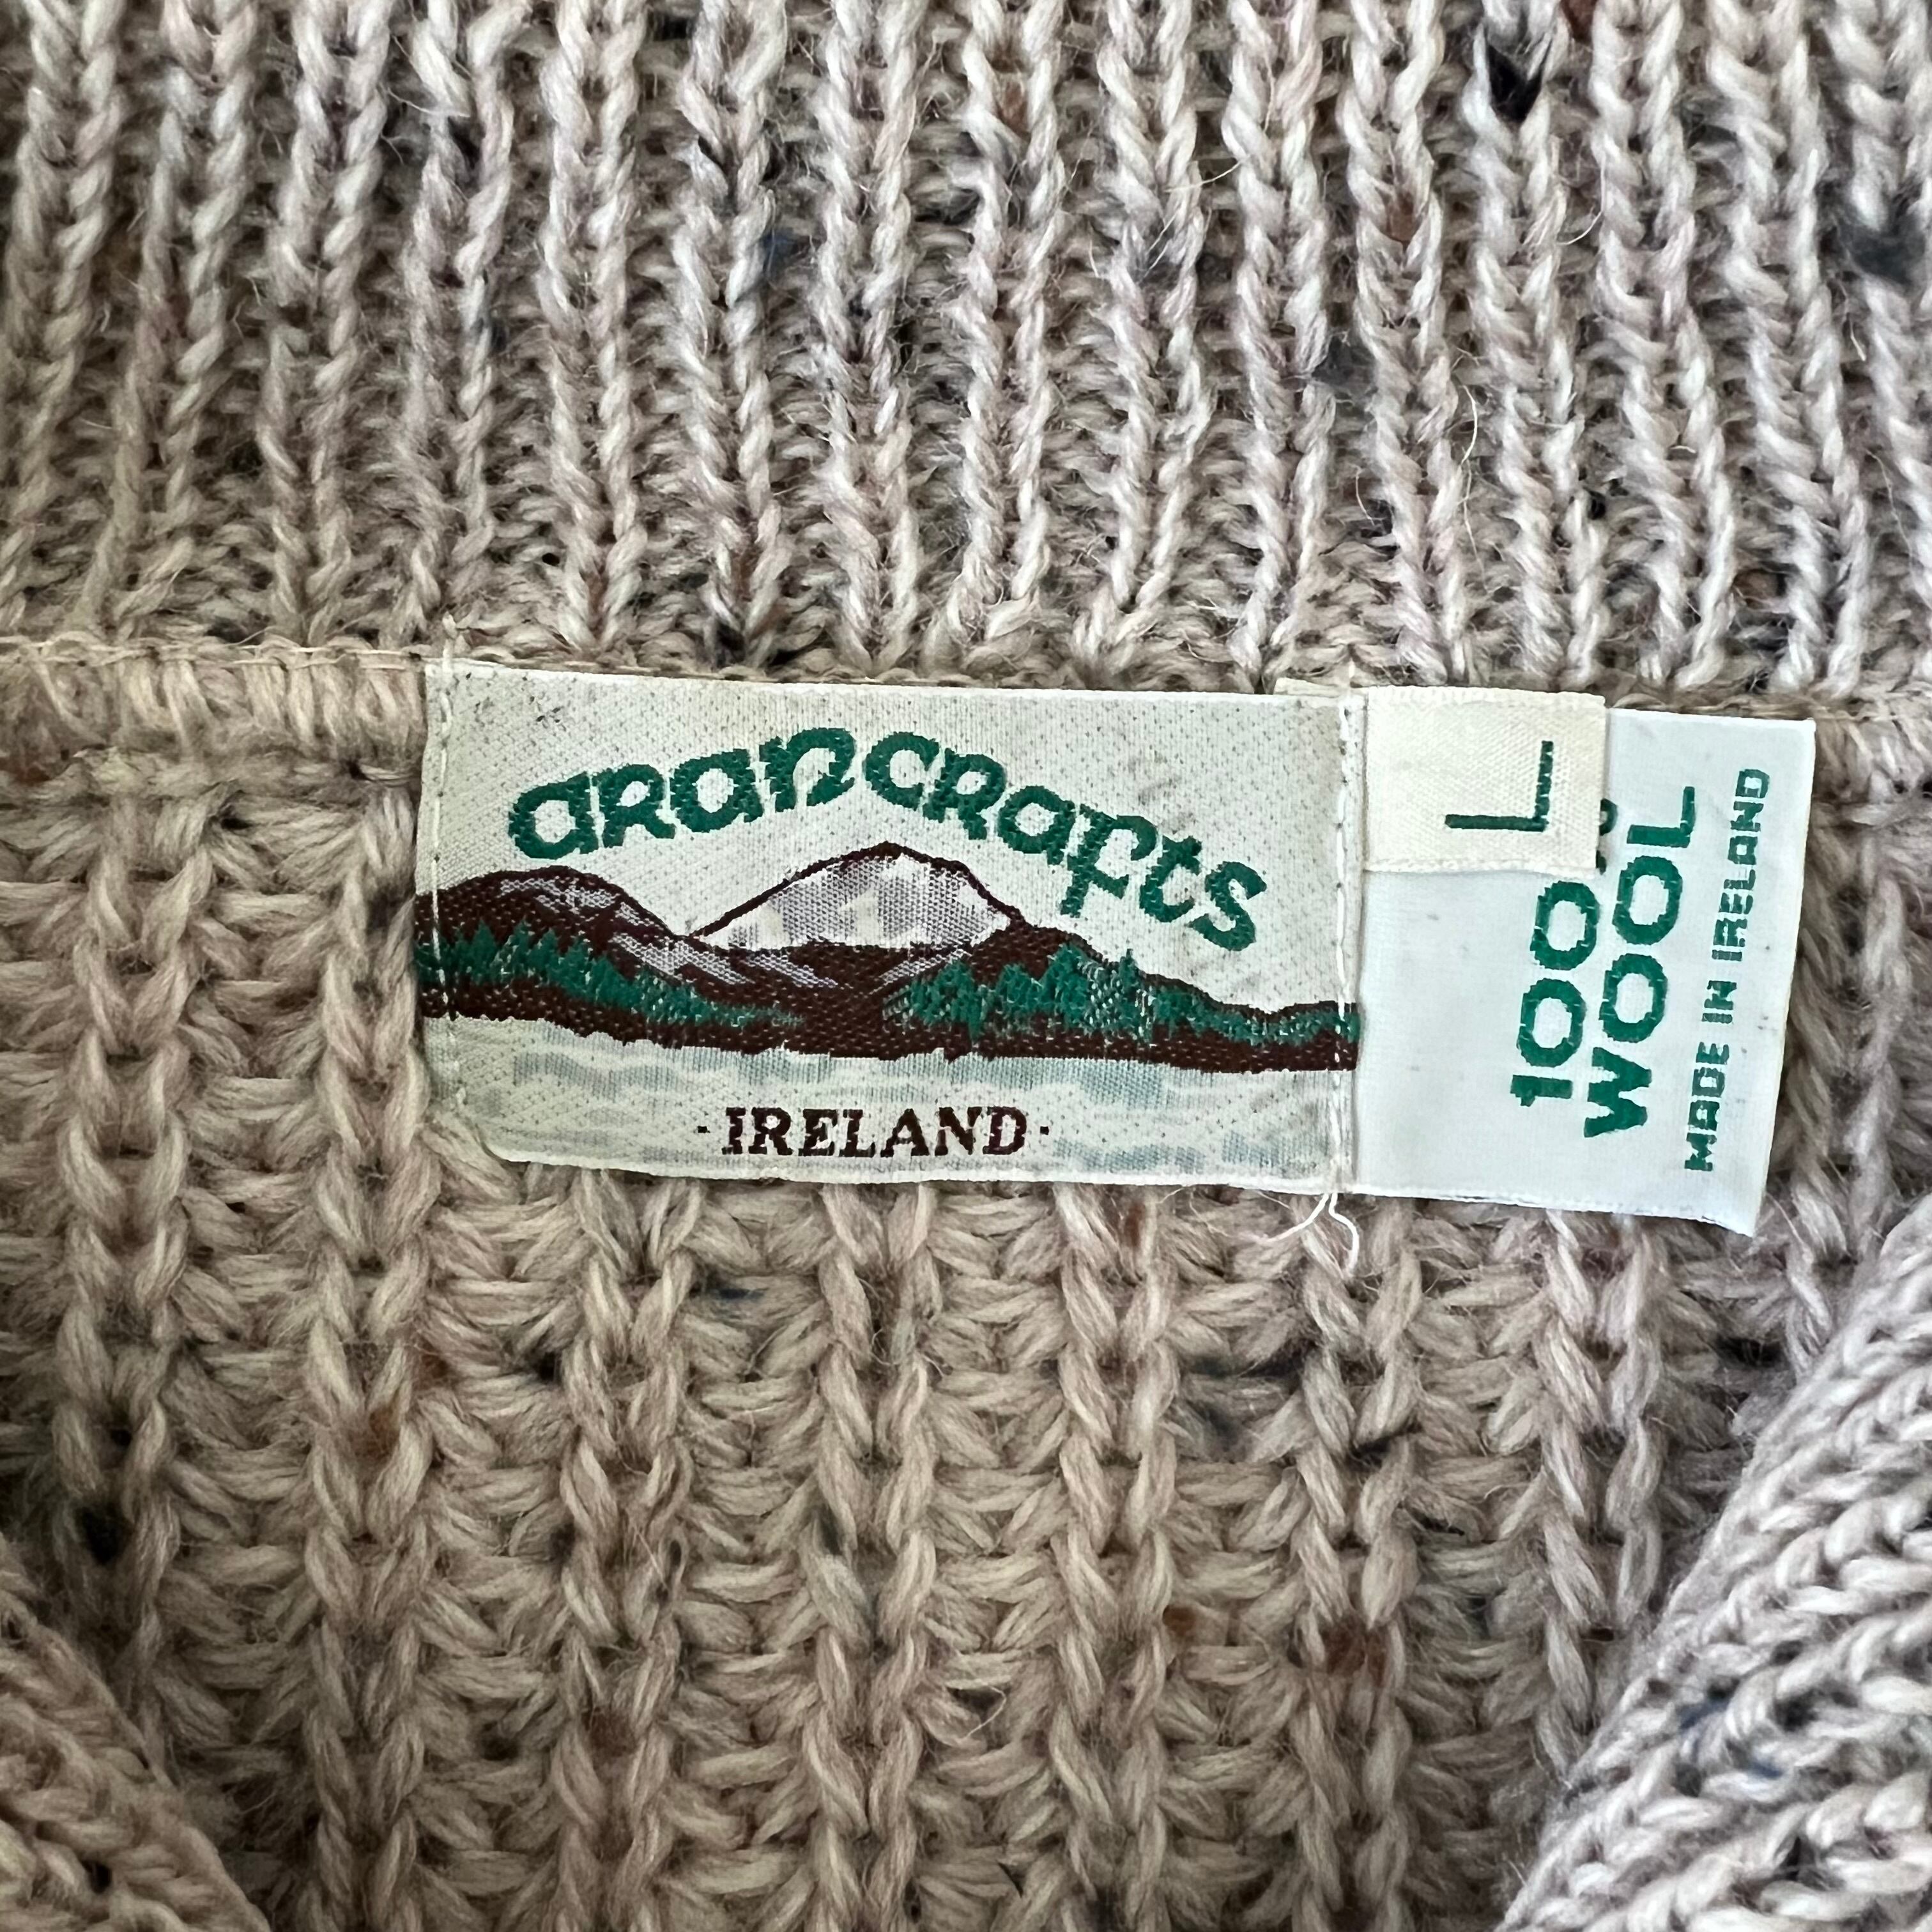 arancrafts
·IRELAND·
L
100%
WOOL
MADE IN IRELAND